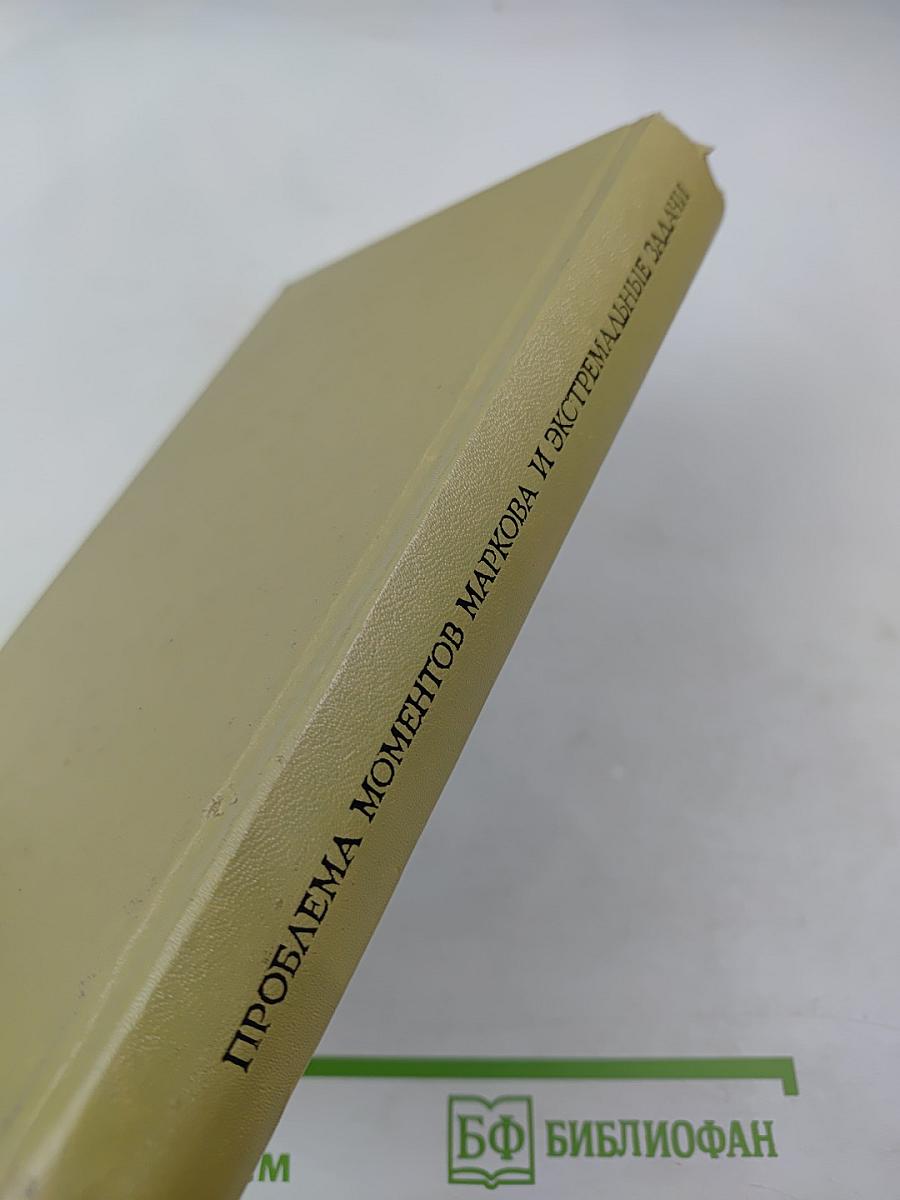 ПРОБЛЕМА МОМЕНТОВ МАРКОВА И ЭКСТРЕМАЛЬНЫЕ ЗАДАЧИ
БФ БИБЛИОФАН